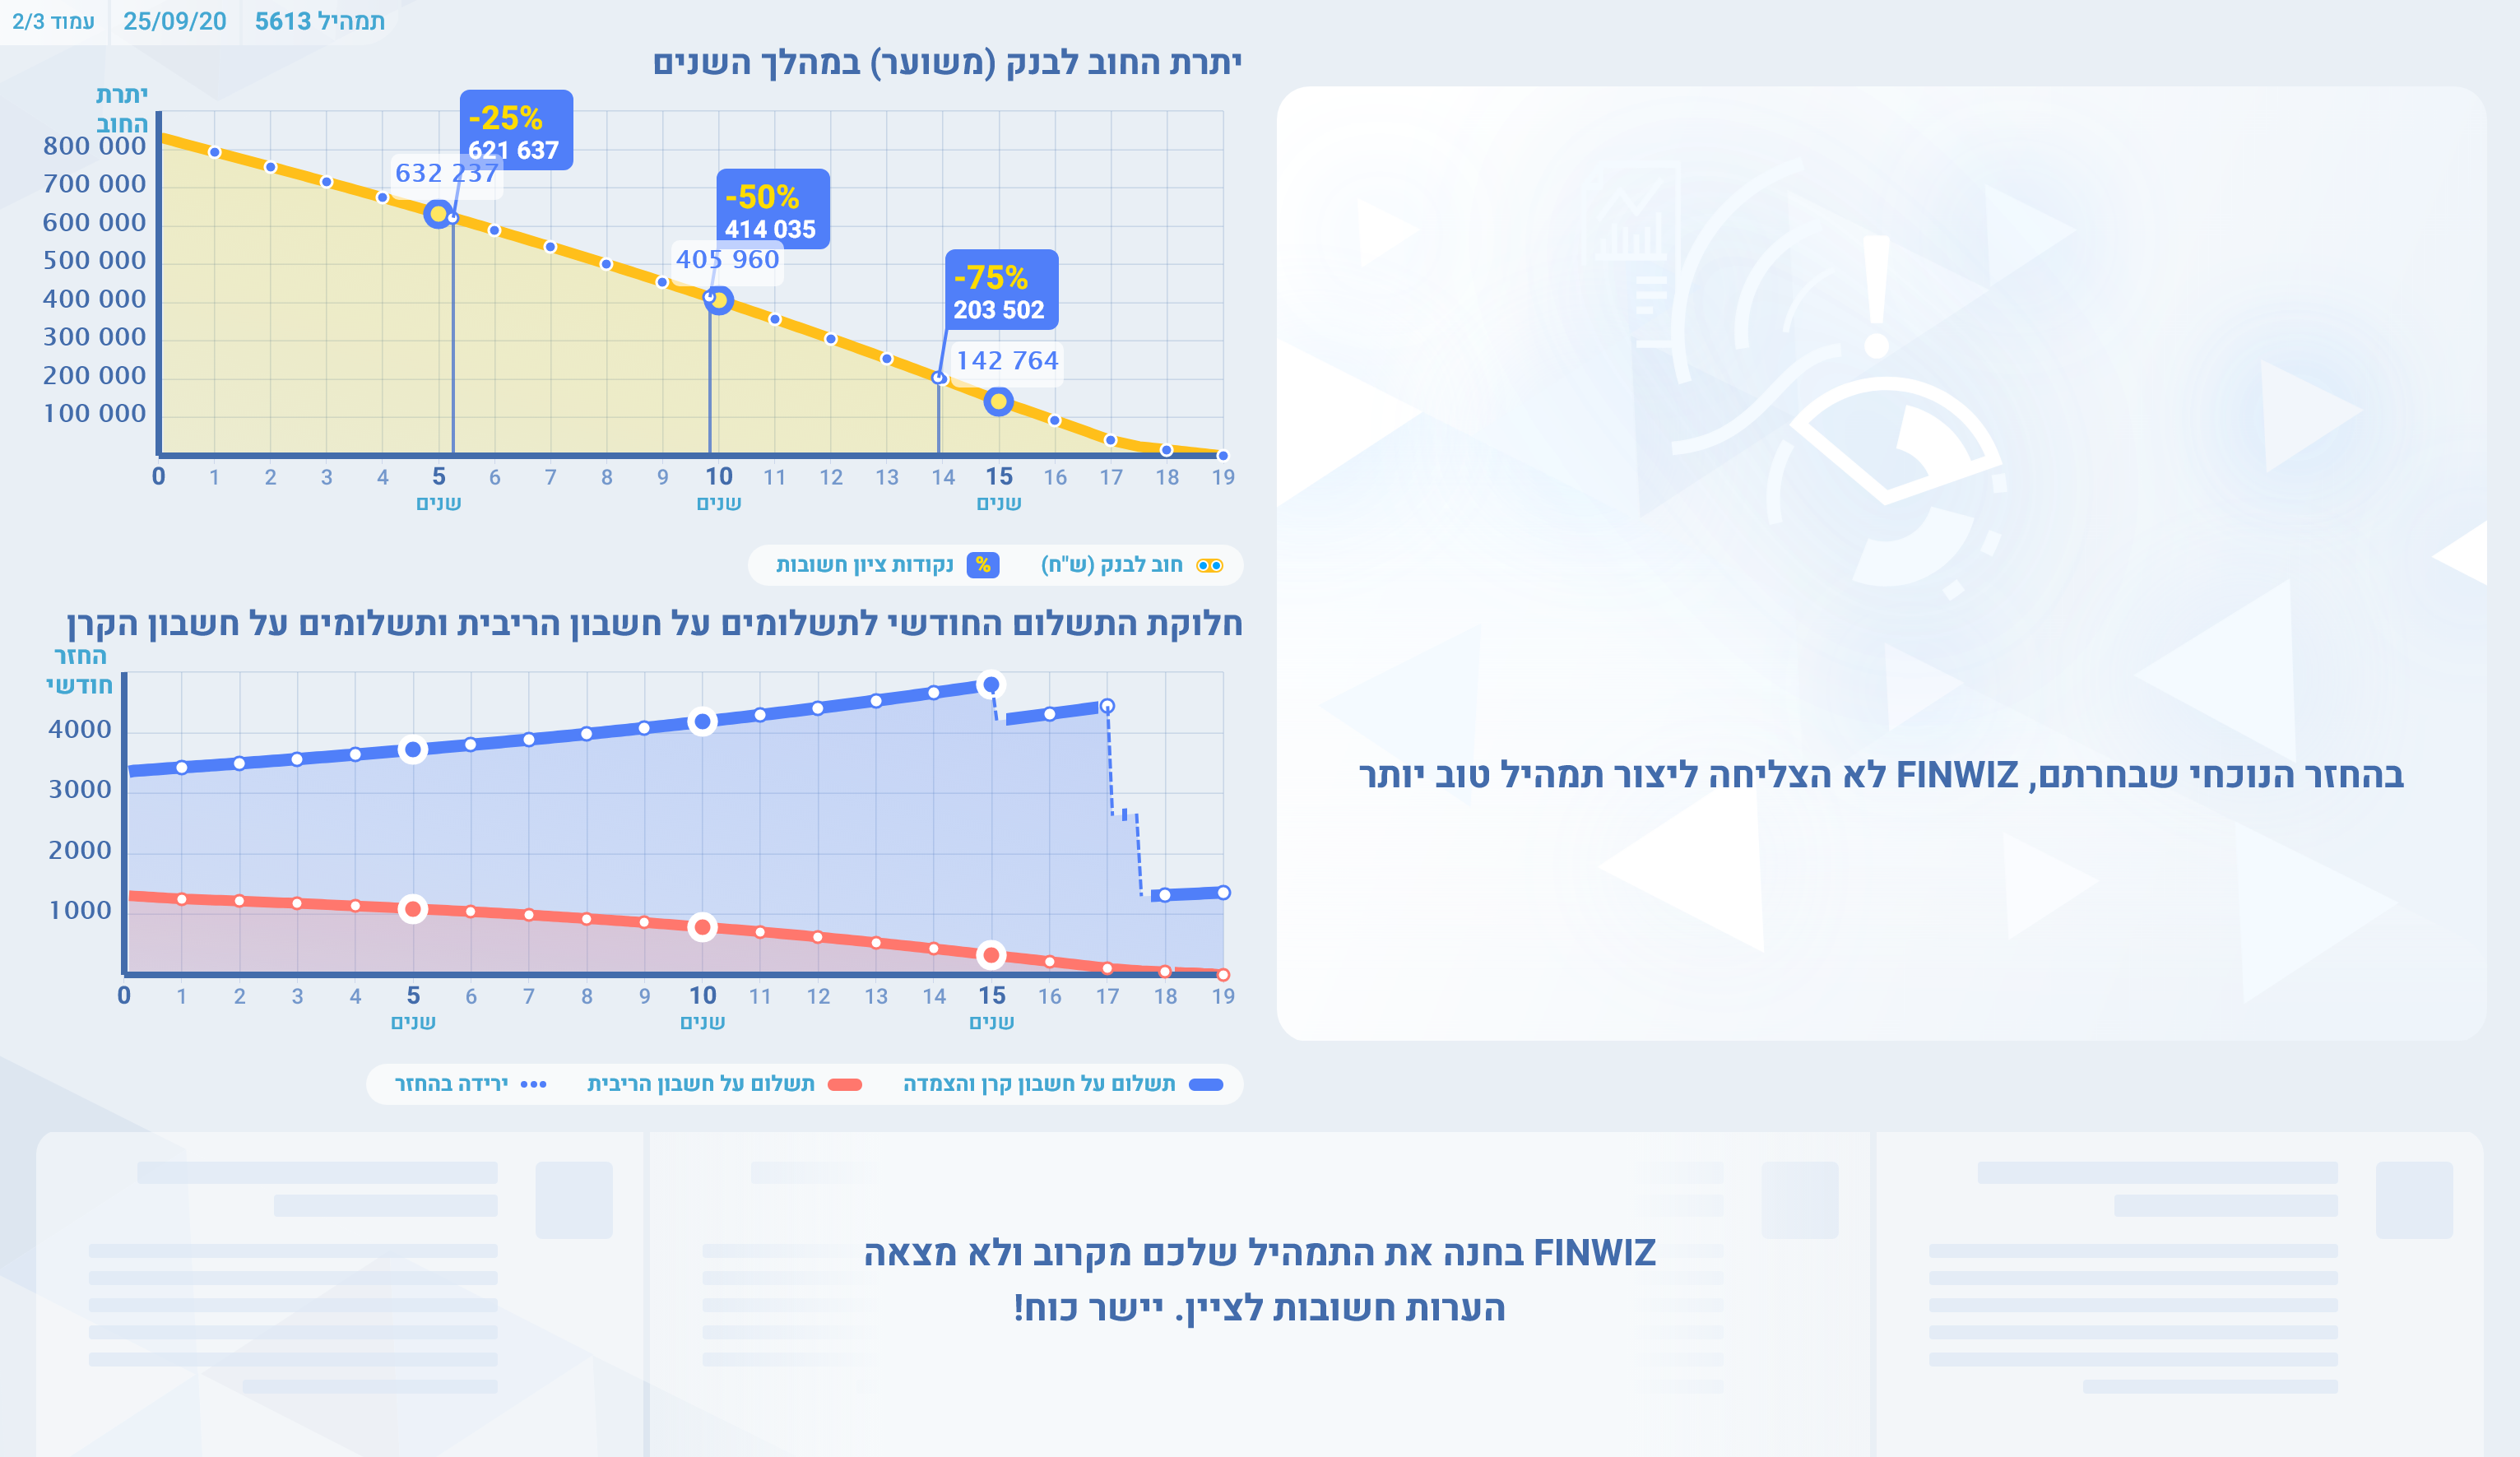 תמהיל 5613
25/09/20
עמוד 2/3
יתרת החוב לבנק (משוער) במהלך השנים
יתרת
החוב
800 000
700 000
600 000
500 000
400 000
300 000
200 000
100 000
-25%
621 637
632 237
-50%
414 035
405 960
-75%
203 502
142 764
0 1 2 3 4 5 6 7 8 9 10 11 12 13 14 15 16 17 18 19
שנים
שנים
שנים
חוב לבנק (ש"ח)
% נקודות ציון חשובות
בהחזר הנוכחי שבחרתם, FINWIZ לא הצליחה ליצור תמהיל טוב יותר
חלוקת התשלום החודשי לתשלומים על חשבון הריבית ותשלומים על חשבון הקרן
החזר
חודשי
4000
3000
2000
1000
0 1 2 3 4 5 6 7 8 9 10 11 12 13 14 15 16 17 18 19
שנים
שנים
שנים
תשלום על חשבון קרן והצמדה
תשלום על חשבון הריבית
ירידה בהחזר
FINWIZ בחנה את התמהיל שלכם מקרוב ולא מצאה
הערות חשובות לציין. יישר כוח!